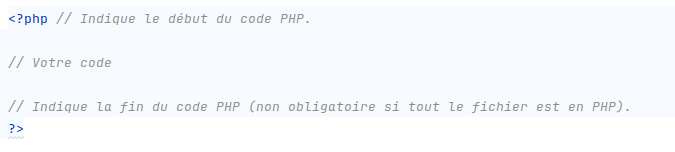 <?php // Indique le début du code PHP.
// Votre code
// Indique la fin du code PHP (non obligatoire si tout le fichier est en PHP).
?>